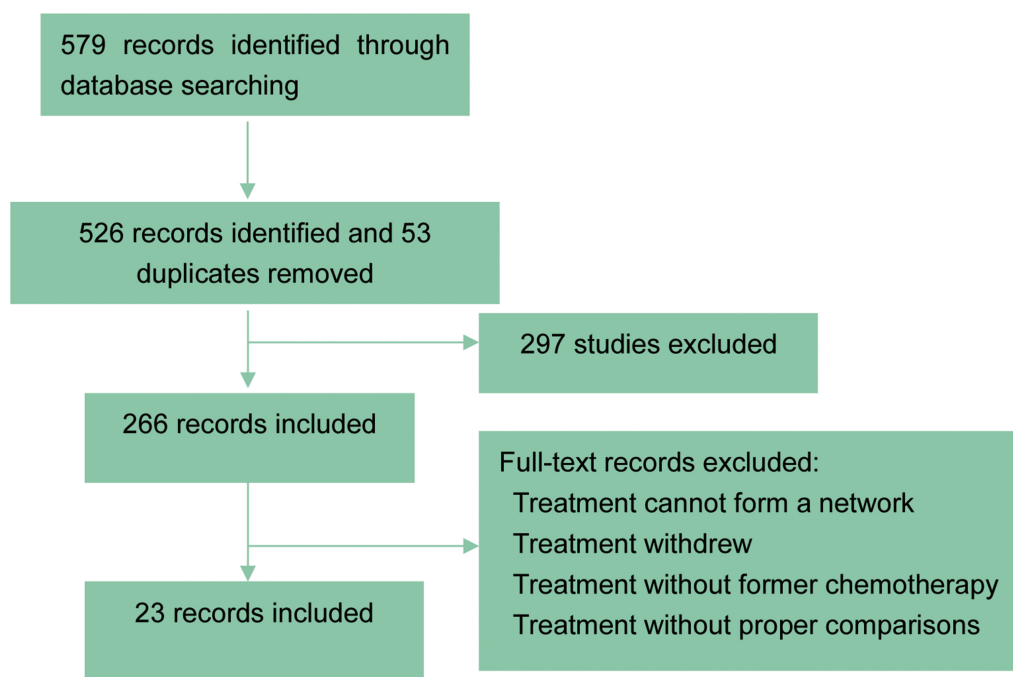 579 records identified through
database searching
526 records identified and 53
duplicates removed
297 studies excluded
266 records included
Full-text records excluded:
Treatment cannot form a network
Treatment withdrew
Treatment without former chemotherapy
Treatment without proper comparisons
23 records included